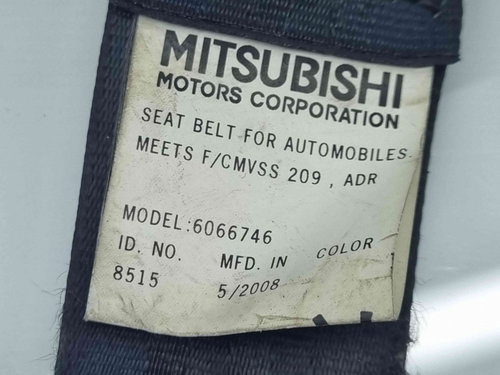 MITSUBISHI
MOTORS CORPORATION
SEAT BELT FOR AUTOMOBILES.
MEETS F/CMVSS 209, ADR
MODEL:6066746
ID. NO. MFD. IN COLOR
8515 5/2008